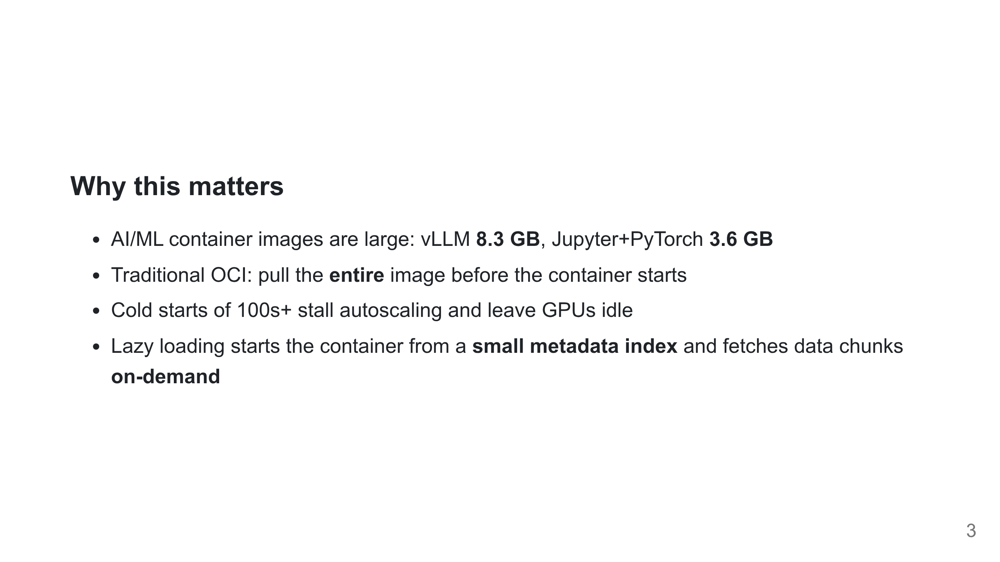 Why this matters
• AI/ML container images are large: vLLM 8.3 GB, Jupyter+PyTorch 3.6 GB
• Traditional OCI: pull the entire image before the container starts
• Cold starts of 100s+ stall autoscaling and leave GPUs idle
• Lazy loading starts the container from a small metadata index and fetches data chunks
on-demand
3